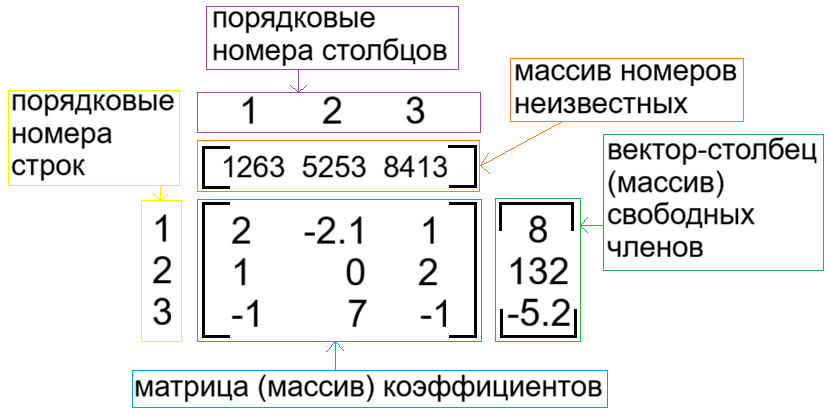 порядковые
номера столбцов
массив номеров
неизвестных
порядковые
номера
строк
1 2 3
1263 5253 8413
вектор-столбец
(массив)
свободных
членов
1 2 -2.1 1 8
2 1 0 2 132
3 -1 7 -1 -5.2
матрица (массив) коэффициентов